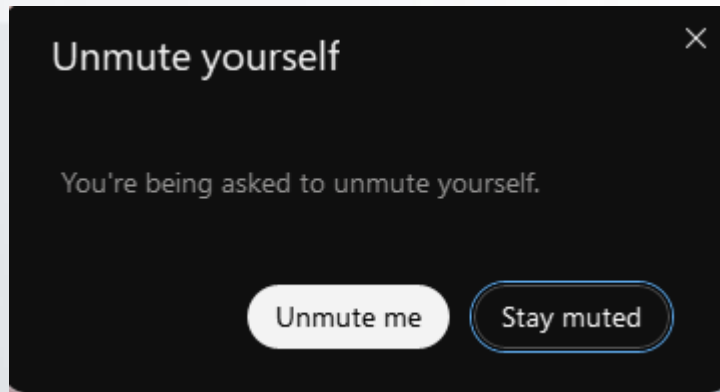 Unmute yourself
You're being asked to unmute yourself.
Unmute me
Stay muted